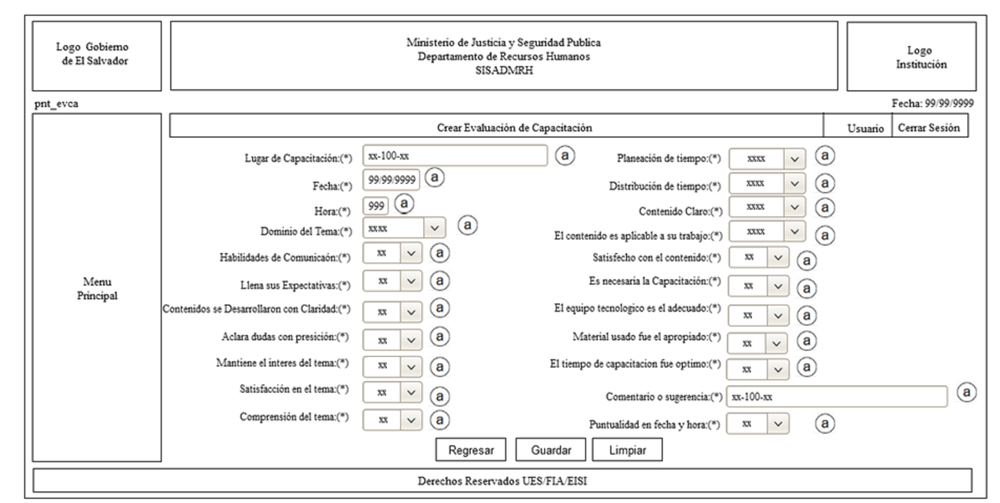 Logo Gobierno
de El Salvador
Ministerio de Justicia y Seguridad Publica
Departamento de Recursos Humanos
SISADMRH
Logo
Institución
pnt_evca
Fecha: 99/99/9999
Menu
Principal
Crear Evaluación de Capacitación
Usuario
Cerrar Sesión
Lugar de Capacitación:(*) xx-100-xx a
Fecha:(*) 99/99/9999 a
Hora:(*) 999 a
Dominio del Tema:(*) xxxx a
Habilidades de Comunicaón:(*) xx a
Llena sus Expectativas:(*) xx a
Contenidos se Desarrollaron con Claridad:(*) xx a
Aclara dudas con presición:(*) xx a
Mantiene el interes del tema:(*) xx a
Satisfacción en el tema:(*) xx a
Comprensión del tema:(*) xx a
Planeación de tiempo:(*) xxxx a
Distribución de tiempo:(*) xxxx a
Contenido Claro:(*) xxxx a
El contenido es aplicable a su trabajo:(*) xxxx a
Satisfecho con el contenido:(*) xx a
Es necesaria la Capacitación:(*) xx a
El equipo tecnologico es el adecuado:(*) xx a
Material usado fue el apropiado:(*) xx a
El tiempo de capacitacion fue optimo:(*) xx a
Comentario o sugerencia:(*) xx-100-xx a
Puntualidad en fecha y hora:(*) xx a
Regresar Guardar Limpiar
Derechos Reservados UES/FIA/EISI